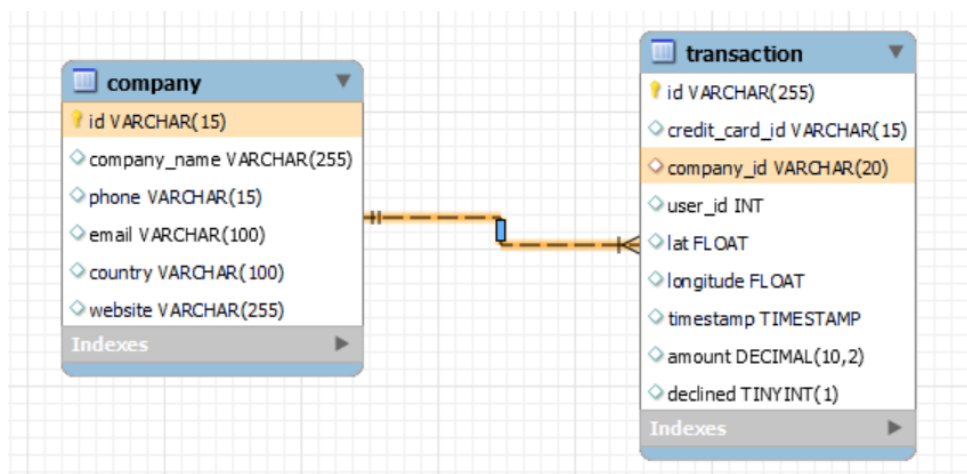 company
id VARCHAR(15)
company_name VARCHAR(255)
phone VARCHAR(15)
email VARCHAR(100)
country VARCHAR(100)
website VARCHAR(255)
Indexes
transaction
id VARCHAR(255)
credit_card_id VARCHAR(15)
company_id VARCHAR(20)
user_id INT
lat FLOAT
longitude FLOAT
timestamp TIMESTAMP
amount DECIMAL(10,2)
declined TINYINT(1)
Indexes